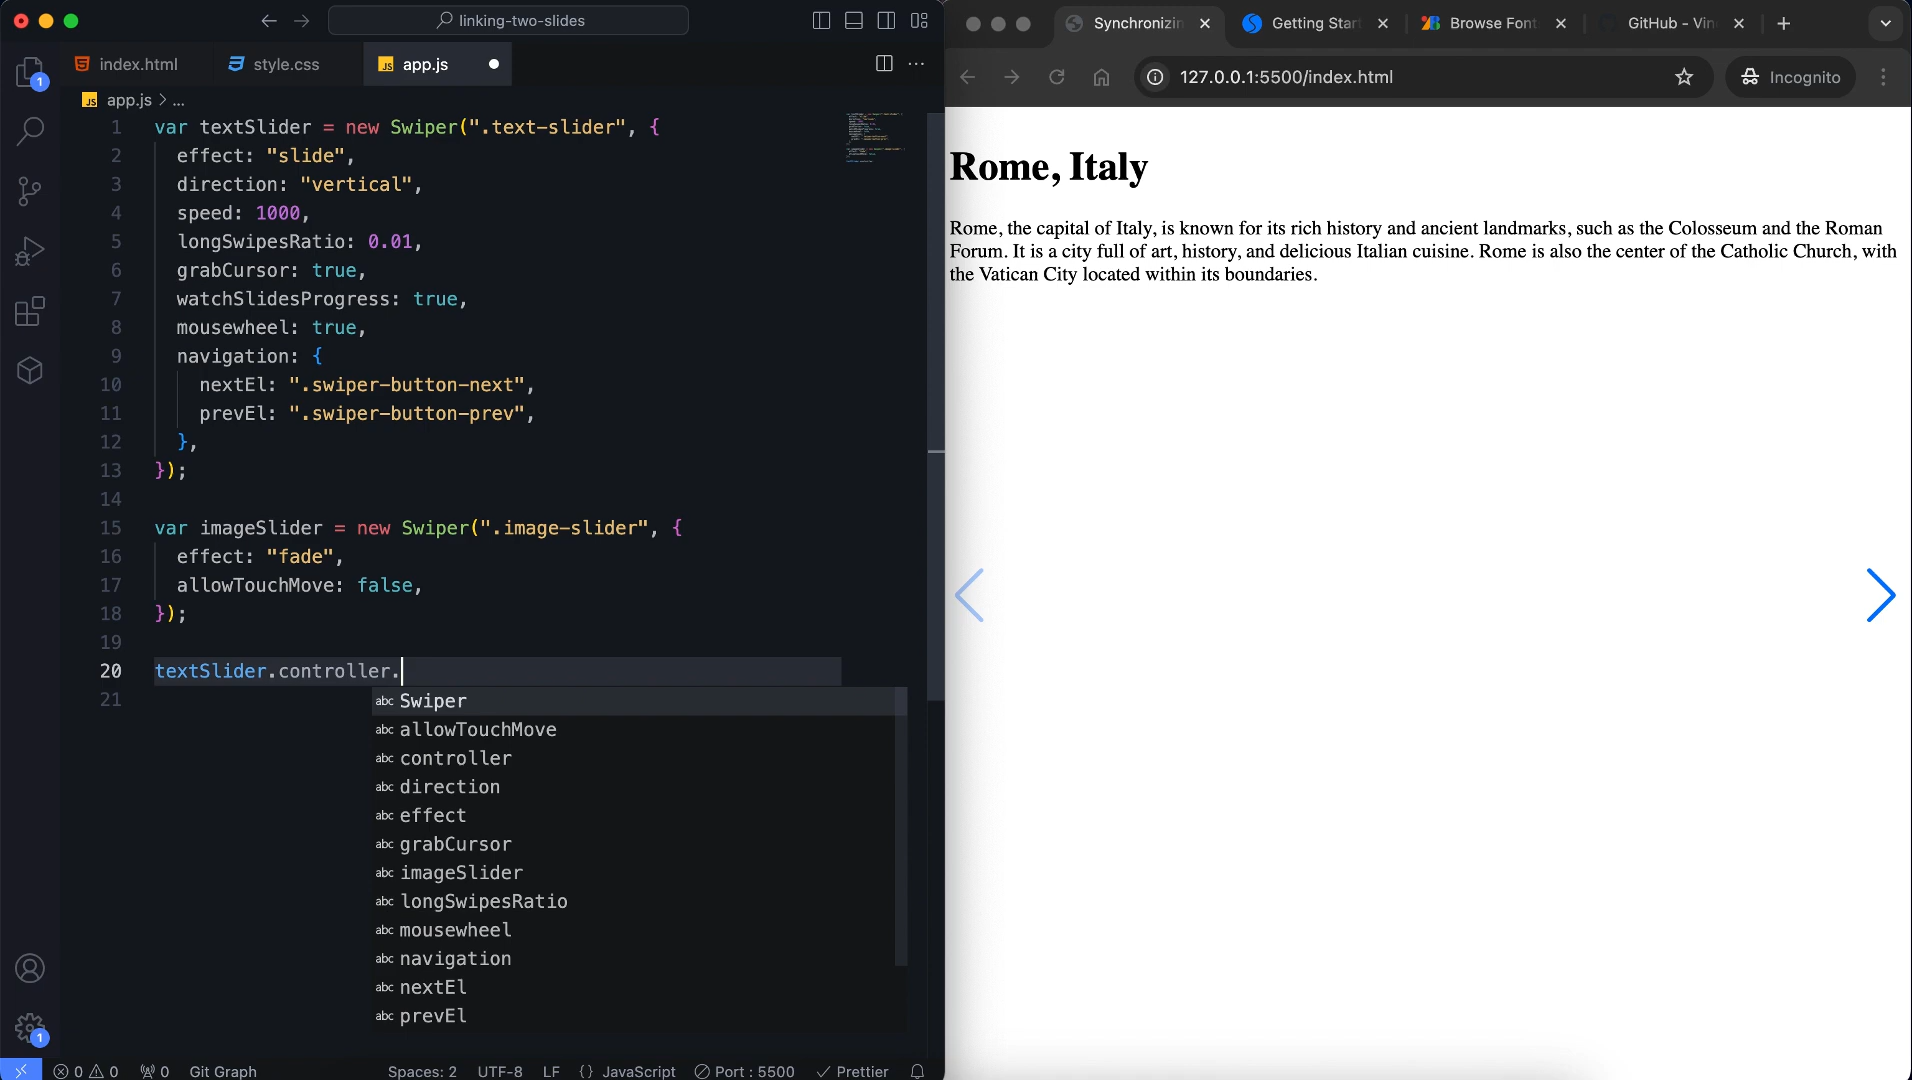 linking-two-slides
index.html
style.css
app.js
app.js > ...
1 var textSlider = new Swiper(".text-slider", {
2 effect: "slide",
3 direction: "vertical",
4 speed: 1000,
5 longSwipesRatio: 0.01,
6 grabCursor: true,
7 watchSlidesProgress: true,
8 mousewheel: true,
9 navigation: {
10 nextEl: ".swiper-button-next",
11 prevEl: ".swiper-button-prev",
12 },
13 });
14
15 var imageSlider = new Swiper(".image-slider", {
16 effect: "fade",
17 allowTouchMove: false,
18 });
19
20 textSlider.controller.
21
abc Swiper
abc allowTouchMove
abc controller
abc direction
abc effect
abc grabCursor
abc imageSlider
abc longSwipesRatio
abc mousewheel
abc navigation
abc nextEl
abc prevEl
1
1
0 0 0 Git Graph Spaces: 2 UTF-8 LF {} JavaScript Port : 5500 Prettier
Synchronizin
Getting Start
Browse Font
GitHub - Vin
127.0.0.1:5500/index.html
Incognito
Rome, Italy
Rome, the capital of Italy, is known for its rich history and ancient landmarks, such as the Colosseum and the Roman
Forum. It is a city full of art, history, and delicious Italian cuisine. Rome is also the center of the Catholic Church, with
the Vatican City located within its boundaries.